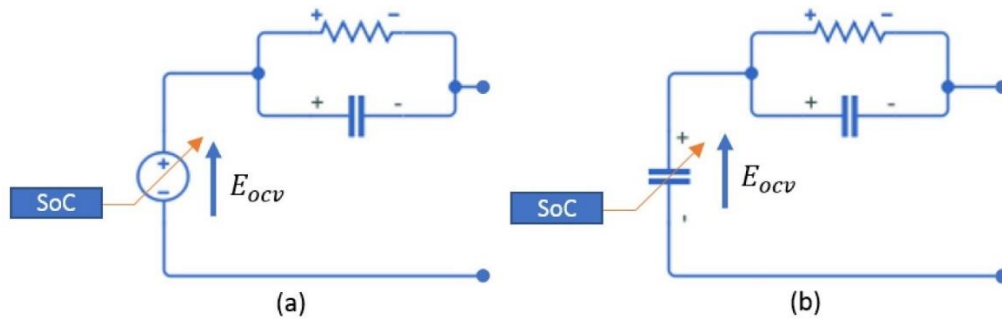 + -
+ -
+
-
SoC
E_ocv
(a)
+ -
+ -
+
-
SoC
E_ocv
(b)